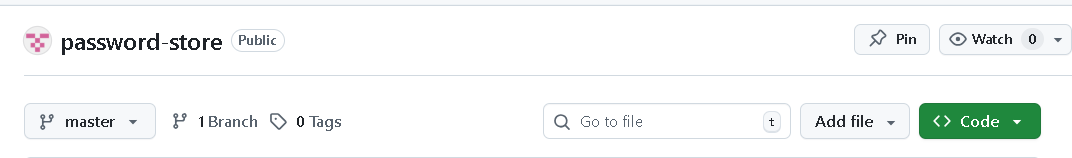 password-store Public Pin Watch 0
master 1 Branch 0 Tags Go to file t Add file Code